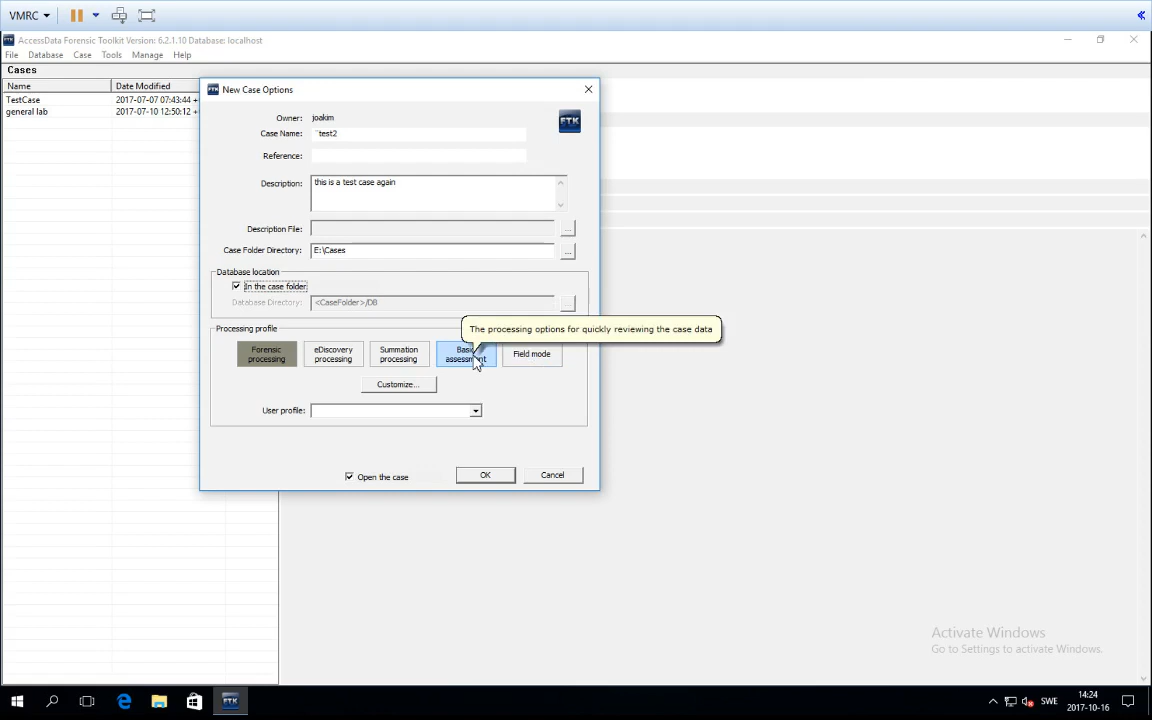 VMRC
AccessData Forensic Toolkit Version: 6.2.1.10 Database: localhost
File Database Case Tools Manage Help
Cases
Name Date Modified
TestCase 2017-07-07 07:43:44 +
general lab 2017-07-10 12:50:12 +
FTK New Case Options
Owner: joakim
Case Name: ¨test2
FTK
Reference:
Description: this is a test case again
Description File: ...
Case Folder Directory: E:\Cases ...
Database location
In the case folder
Database Directory: <CaseFolder>/DB
Processing profile
The processing options for quickly reviewing the case data
Forensic processing
eDiscovery processing
Summation processing
Basic assessment
Field mode
Customize...
User profile:
Open the case OK Cancel
Activate Windows
Go to Settings to activate Windows.
FTK
SWE
14:24
2017-10-16